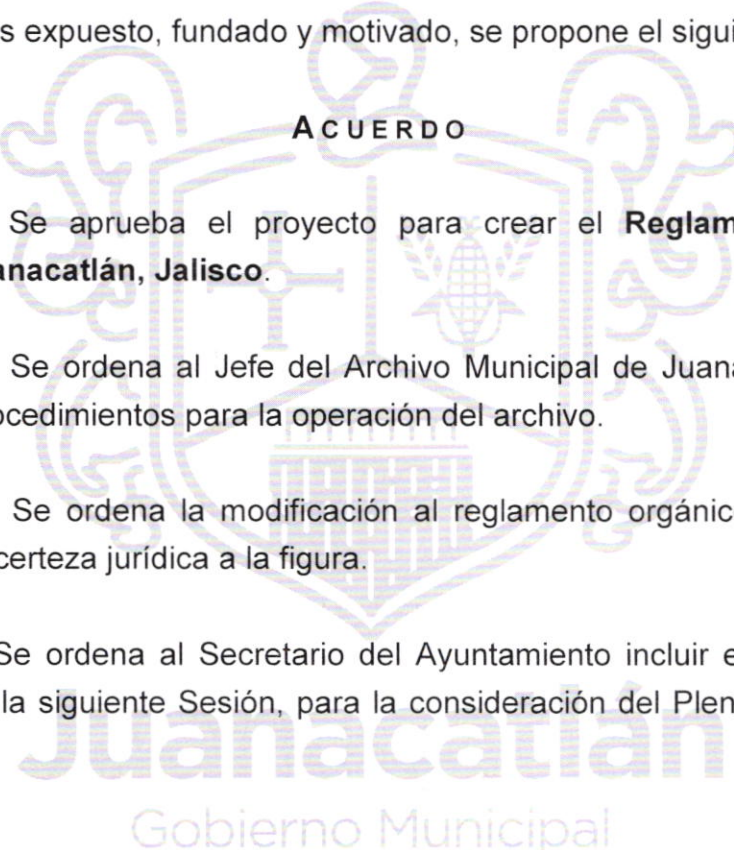 s expuesto, fundado y motivado, se propone el sigui
ACUERDO
Se aprueba el proyecto para crear el Reglam
anacatlán, Jalisco.
Se ordena al Jefe del Archivo Municipal de Juana
ocedimientos para la operación del archivo.
Se ordena la modificación al reglamento orgánic
certeza jurídica a la figura.
Se ordena al Secretario del Ayuntamiento incluir e
la siguiente Sesión, para la consideración del Plen
Juanacatlán
Gobierno Municipal